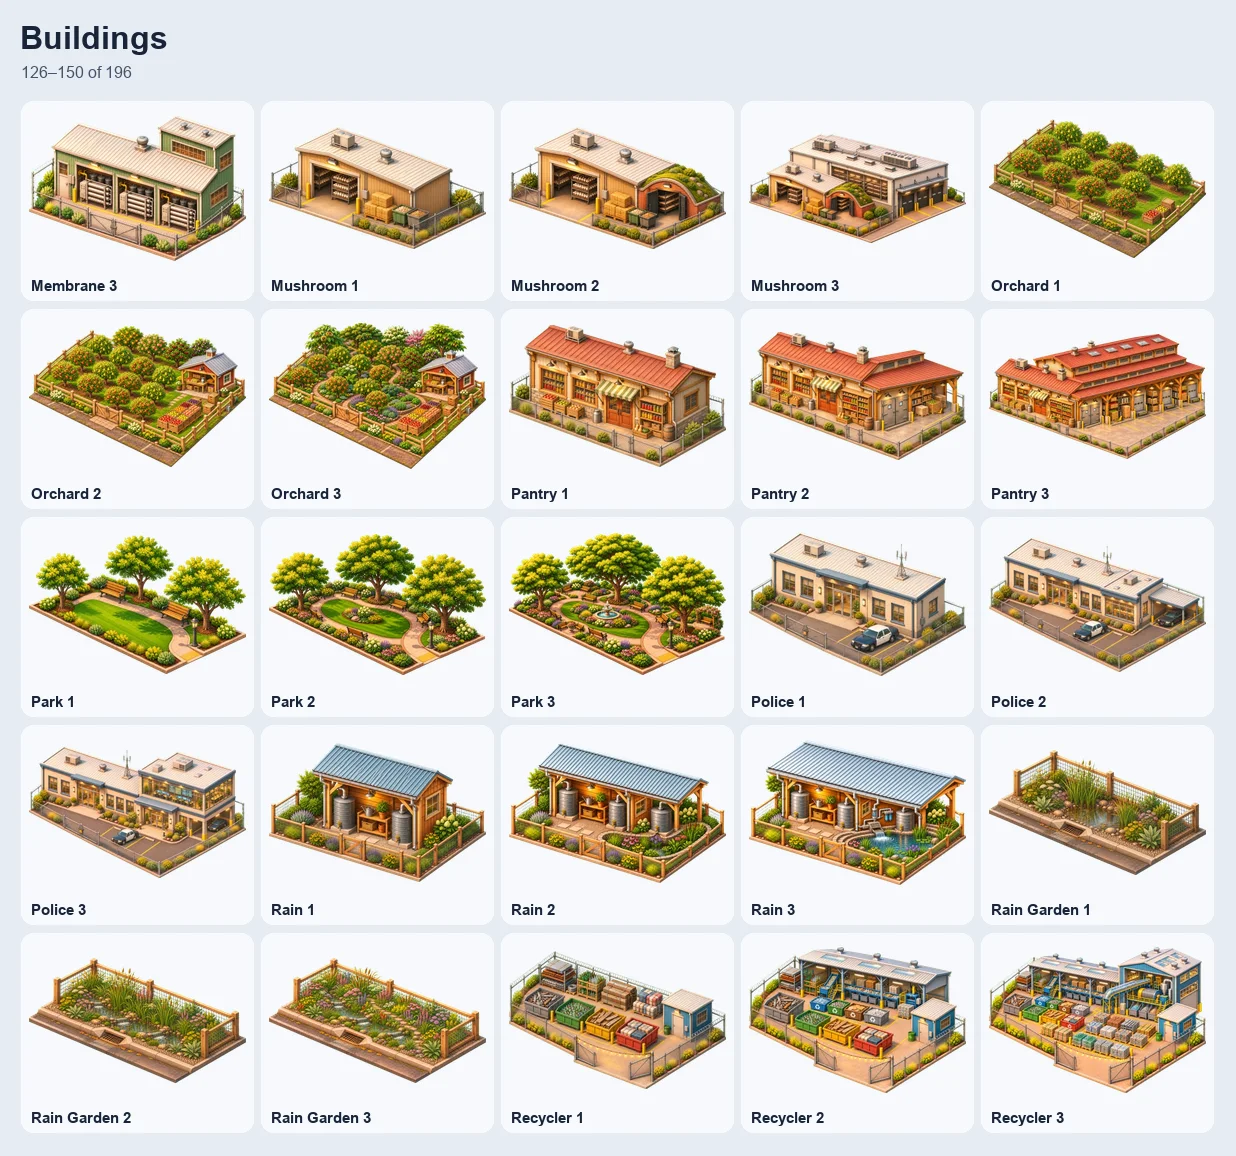 Buildings
126–150 of 196
Membrane 3
Mushroom 1
Mushroom 2
Mushroom 3
Orchard 1
Orchard 2
Orchard 3
Pantry 1
Pantry 2
Pantry 3
Park 1
Park 2
Park 3
Police 1
Police 2
Police 3
Rain 1
Rain 2
Rain 3
Rain Garden 1
Rain Garden 2
Rain Garden 3
Recycler 1
Recycler 2
Recycler 3